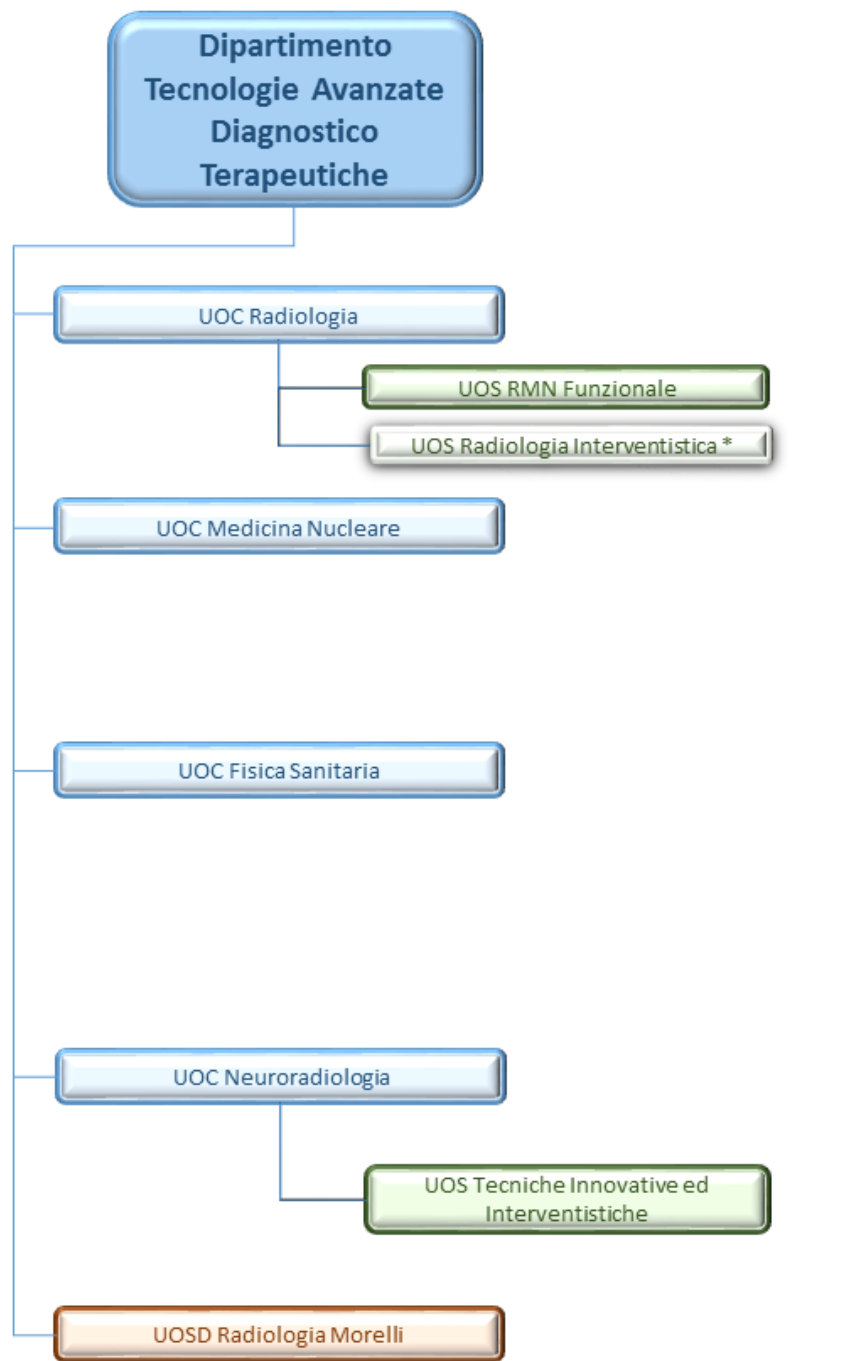 Dipartimento
Tecnologie Avanzate
Diagnostico
Terapeutiche
UOC Radiologia
UOS RMN Funzionale
UOS Radiologia Interventistica *
UOC Medicina Nucleare
UOC Fisica Sanitaria
UOC Neuroradiologia
UOS Tecniche Innovative ed
Interventistiche
UOSD Radiologia Morelli